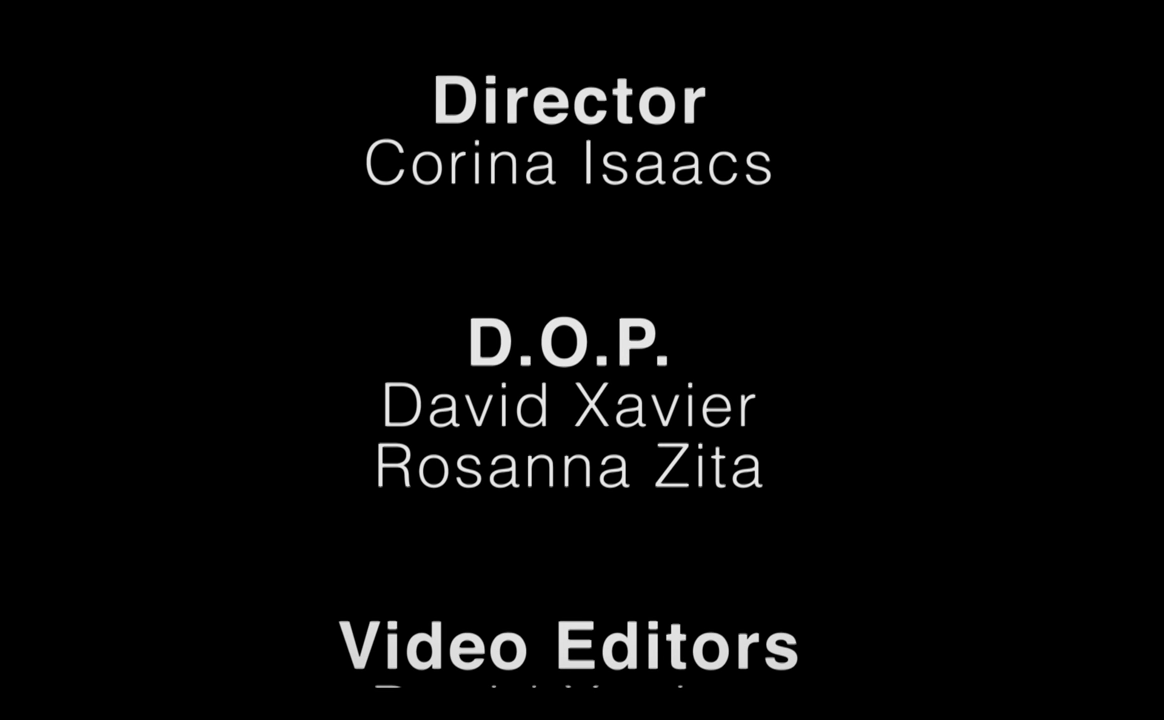 Director
Corina Isaacs
D.O.P.
David Xavier
Rosanna Zita
Video Editors